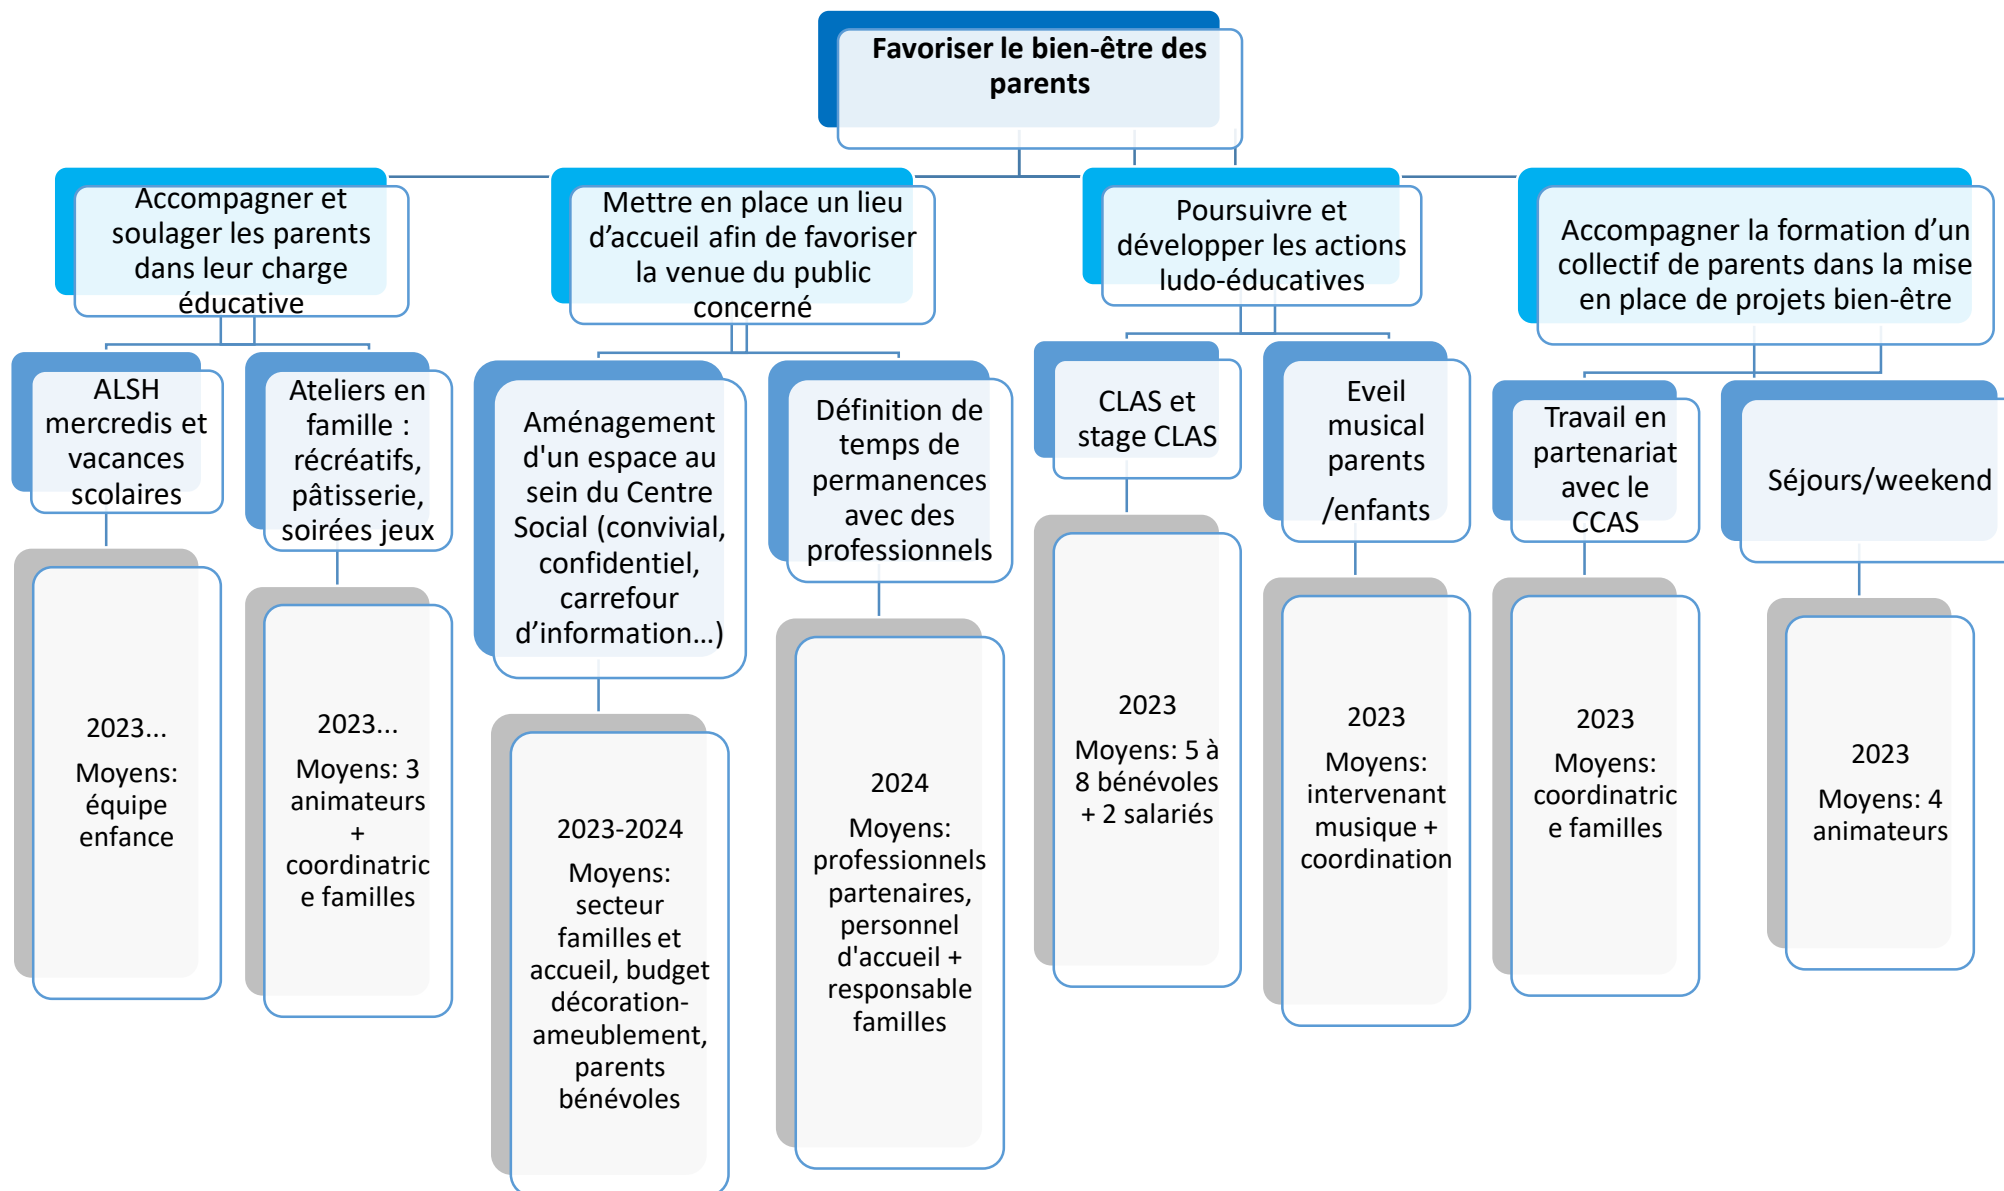 Favoriser le bien-être des
parents
Accompagner et
soulager les parents
dans leur charge
éducative
Mettre en place un lieu
d’accueil afin de favoriser
la venue du public
concerné
Poursuivre et
développer les actions
ludo-éducatives
Accompagner la formation d’un
collectif de parents dans la mise
en place de projets bien-être
ALSH
mercredis et
vacances
scolaires
Ateliers en
famille :
récréatifs,
pâtisserie,
soirées jeux
Aménagement
d'un espace au
sein du Centre
Social (convivial,
confidentiel,
carrefour
d’information…)
Définition de
temps de
permanences
avec des
professionnels
CLAS et
stage CLAS
Eveil
musical
parents
/enfants
Travail en
partenariat
avec le
CCAS
Séjours/weekend
2023...
Moyens:
équipe
enfance
2023...
Moyens: 3
animateurs
+
coordinatric
e familles
2023-2024
Moyens:
secteur
familles et
accueil, budget
décoration-
ameublement,
parents
bénévoles
2024
Moyens:
professionnels
partenaires,
personnel
d'accueil +
responsable
familles
2023
Moyens: 5 à
8 bénévoles
+ 2 salariés
2023
Moyens:
intervenant
musique +
coordination
2023
Moyens:
coordinatric
e familles
2023
Moyens: 4
animateurs